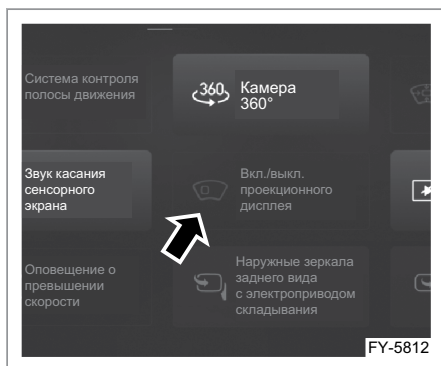 Система контроля
полосы движения
360
Камера
360°
Звук касания
сенсорного
экрана
Вкл./выкл.
проекционного
дисплея
Оповещение о
превышении
скорости
Наружные зеркала
заднего вида
с электроприводом
складывания
FY-5812